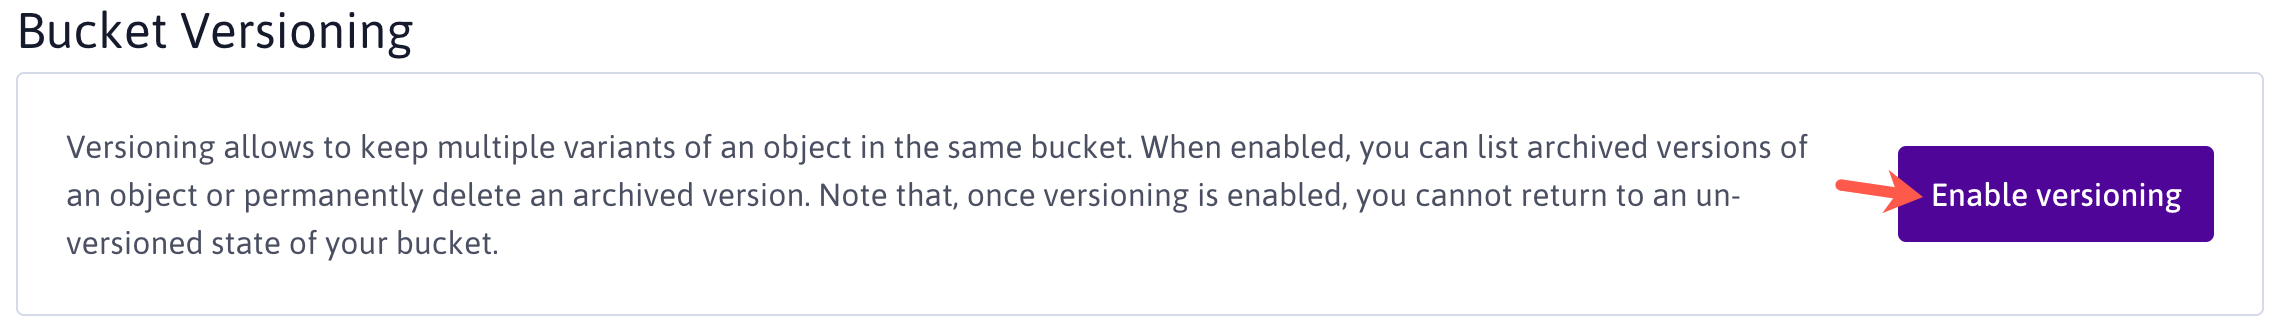 Bucket Versioning
Versioning allows to keep multiple variants of an object in the same bucket. When enabled, you can list archived versions of
an object or permanently delete an archived version. Note that, once versioning is enabled, you cannot return to an un-
versioned state of your bucket.
Enable versioning